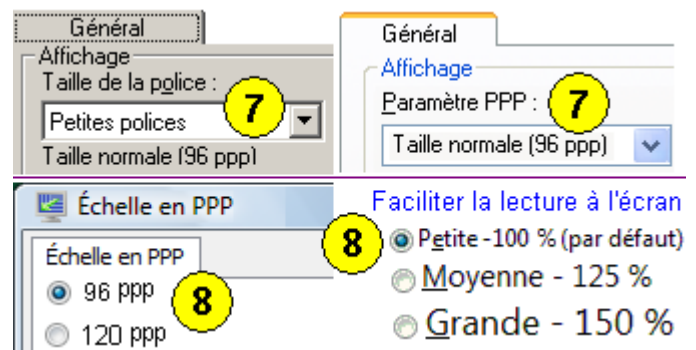 Général
Affichage
Taille de la police :
7
Petites polices
Taille normale (96 ppp)
Général
Affichage
Paramètre PPP :
7
Taille normale (96 ppp)
Échelle en PPP
Échelle en PPP
96 ppp
8
120 ppp
Faciliter la lecture à l'écran
8
Petite -100 % (par défaut)
Moyenne - 125 %
Grande - 150 %